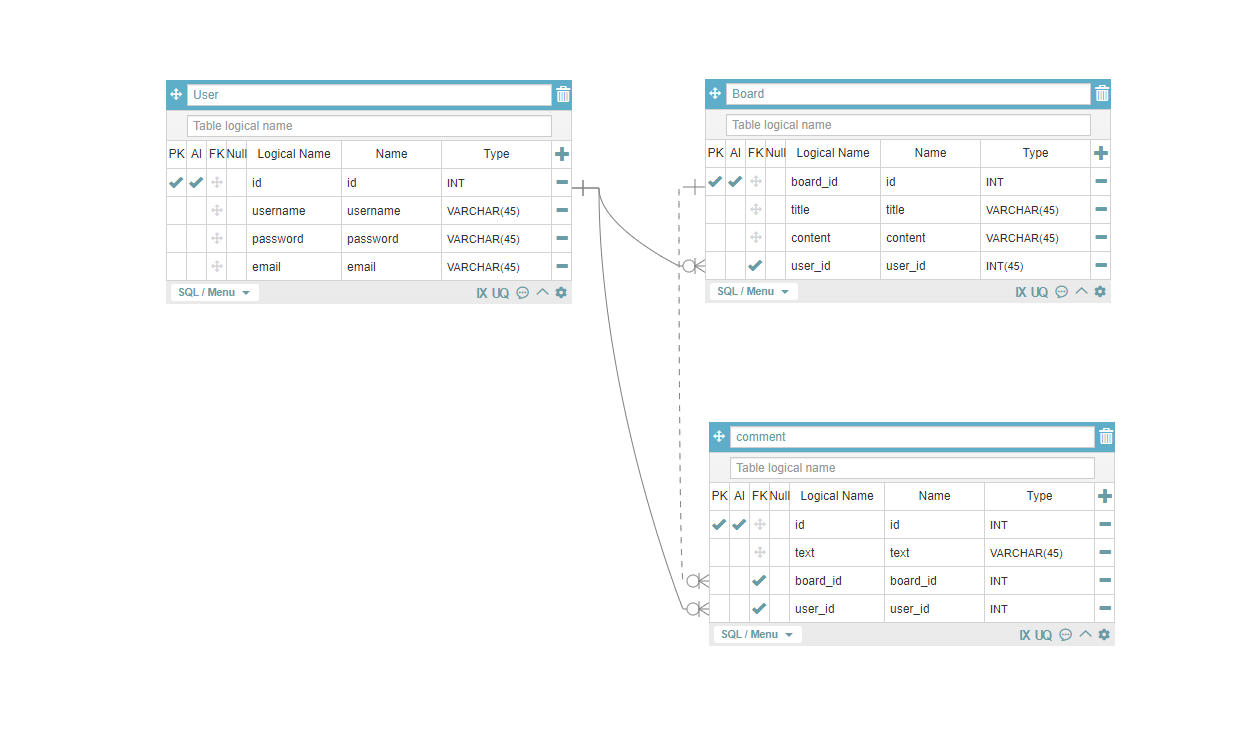 User
Table logical name
PK AI FK Null Logical Name Name Type
id id INT
username username VARCHAR(45)
password password VARCHAR(45)
email email VARCHAR(45)
SQL / Menu IX UQ
Board
Table logical name
PK AI FK Null Logical Name Name Type
board_id id INT
title title VARCHAR(45)
content content VARCHAR(45)
user_id user_id INT(45)
SQL / Menu IX UQ
comment
Table logical name
PK AI FK Null Logical Name Name Type
id id INT
text text VARCHAR(45)
board_id board_id INT
user_id user_id INT
SQL / Menu IX UQ